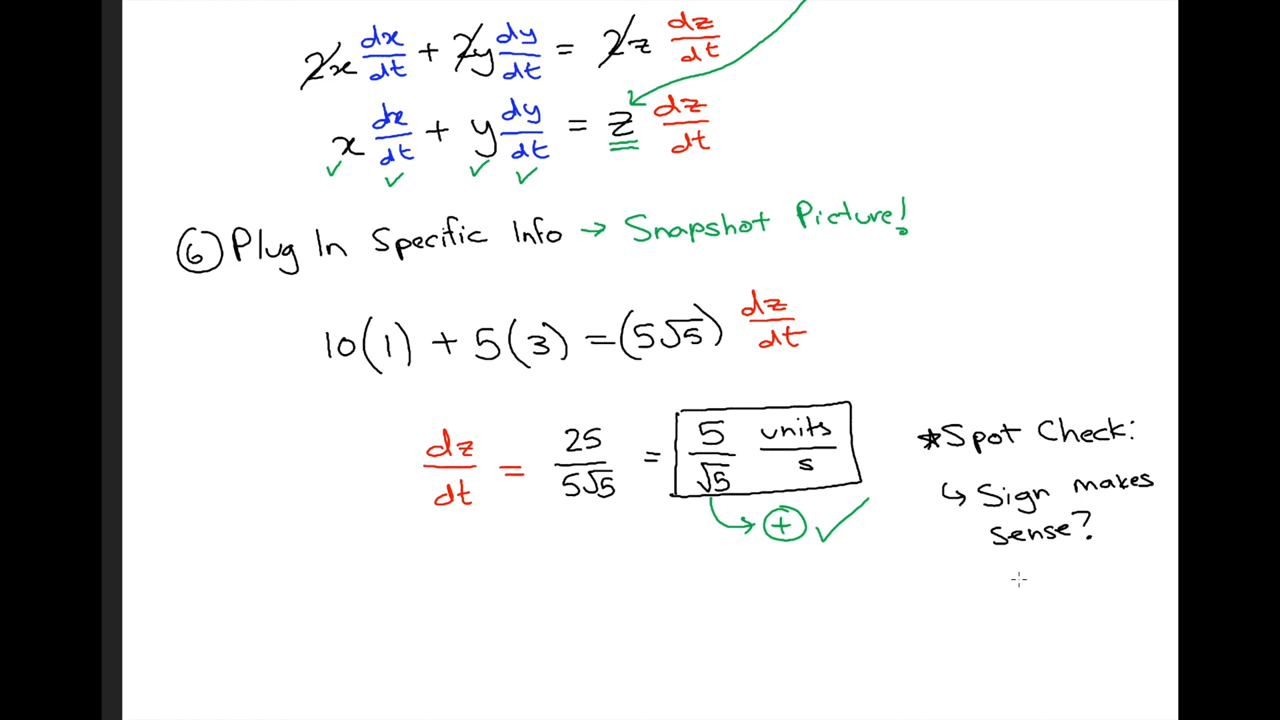 2x dx/dt + 2y dy/dt = 2z dz/dt
x dx/dt + y dy/dt = z dz/dt
✓ ✓ ✓ ✓
⑥ Plug In Specific Info → Snapshot Picture!
10(1) + 5(3) = (5√5) dz/dt
dz/dt = 25/5√5 = 5/√5 units/s
*Spot Check:
↳ Sign makes
sense?
→ ⊕ ✓